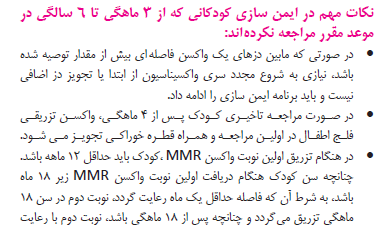 نکات مهم در ایمن سازی کودکانی که از ۳ ماهگی تا ۶ سالگی در
موعد مقرر مراجعه نکرده‌اند:
• در صورتی که مابین دزهای یک واکسن فاصله‌ای بیش از مقدار توصیه شده
باشد، نیازی به شروع مجدد سری واکسیناسیون از ابتدا یا تجویز دز اضافی
نیست و باید برنامه ایمن سازی را ادامه داد.
• در صورت مراجعه تاخیری کودک پس از ۴ ماهگی، واکسن تزریقی
فلج اطفال در اولین مراجعه و همراه قطره خوراکی تجویز می شود.
• در هنگام تزریق اولین نوبت واکسن MMR ،کودک باید حداقل ۱۲ ماهه باشد.
چنانچه سن کودک هنگام دریافت اولین نوبت واکسن MMR زیر ۱۸ ماه
باشد، به شرط آن که فاصله حداقل یک ماه رعایت گردد، نوبت دوم در سن ۱۸
ماهگی تزریق می‌گردد و چنانچه پس از ۱۸ ماهگی باشد، نوبت دوم با رعایت